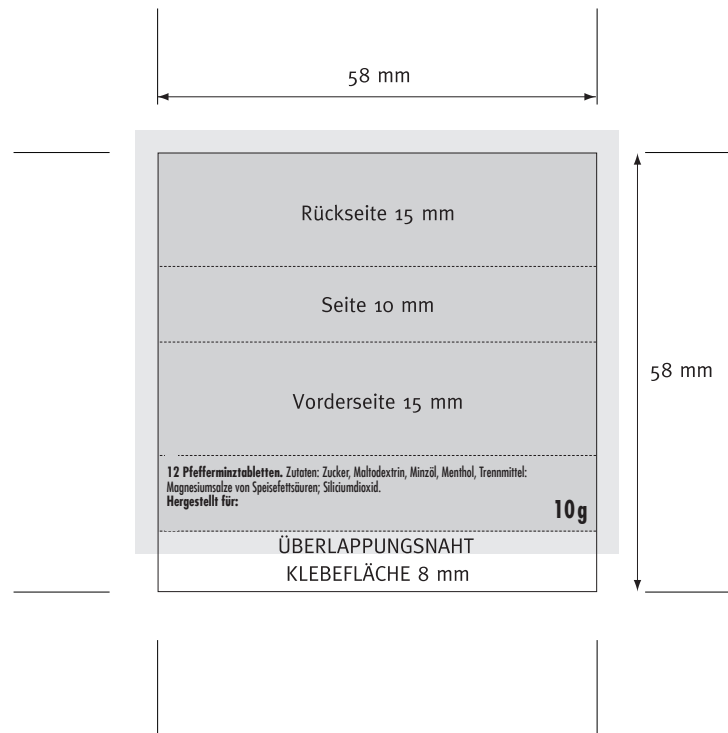 58 mm
Rückseite 15 mm
Seite 10 mm
58 mm
Vorderseite 15 mm
12 Pfefferminztabletten. Zutaten: Zucker, Maltodextrin, Minzöl, Menthol, Trennmittel:
Magnesiumsalze von Speisefettsäuren; Siliciumdioxid.
Hergestellt für:
10g
ÜBERLAPPUNGSNAHT
KLEBEFLÄCHE 8 mm